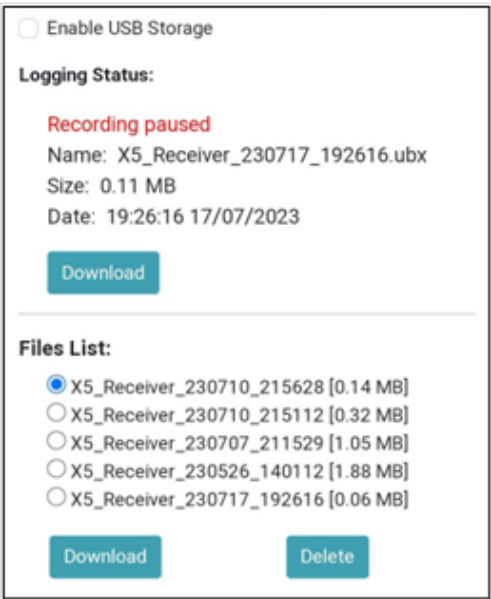 Enable USB Storage
Logging Status:
Recording paused
Name: X5_Receiver_230717_192616.ubx
Size: 0.11 MB
Date: 19:26:16 17/07/2023
Download
Files List:
X5_Receiver_230710_215628 [0.14 MB]
X5_Receiver_230710_215112 [0.32 MB]
X5_Receiver_230707_211529 [1.05 MB]
X5_Receiver_230526_140112 [1.88 MB]
X5_Receiver_230717_192616 [0.06 MB]
Download Delete